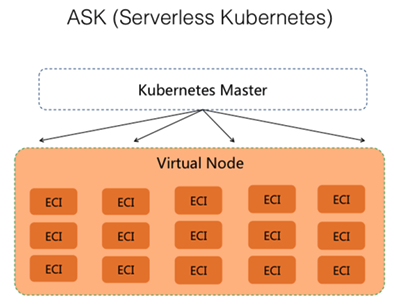 ASK (Serverless Kubernetes)
Kubernetes Master
Virtual Node
ECI ECI ECI ECI ECI
ECI ECI ECI ECI ECI
ECI ECI ECI ECI ECI